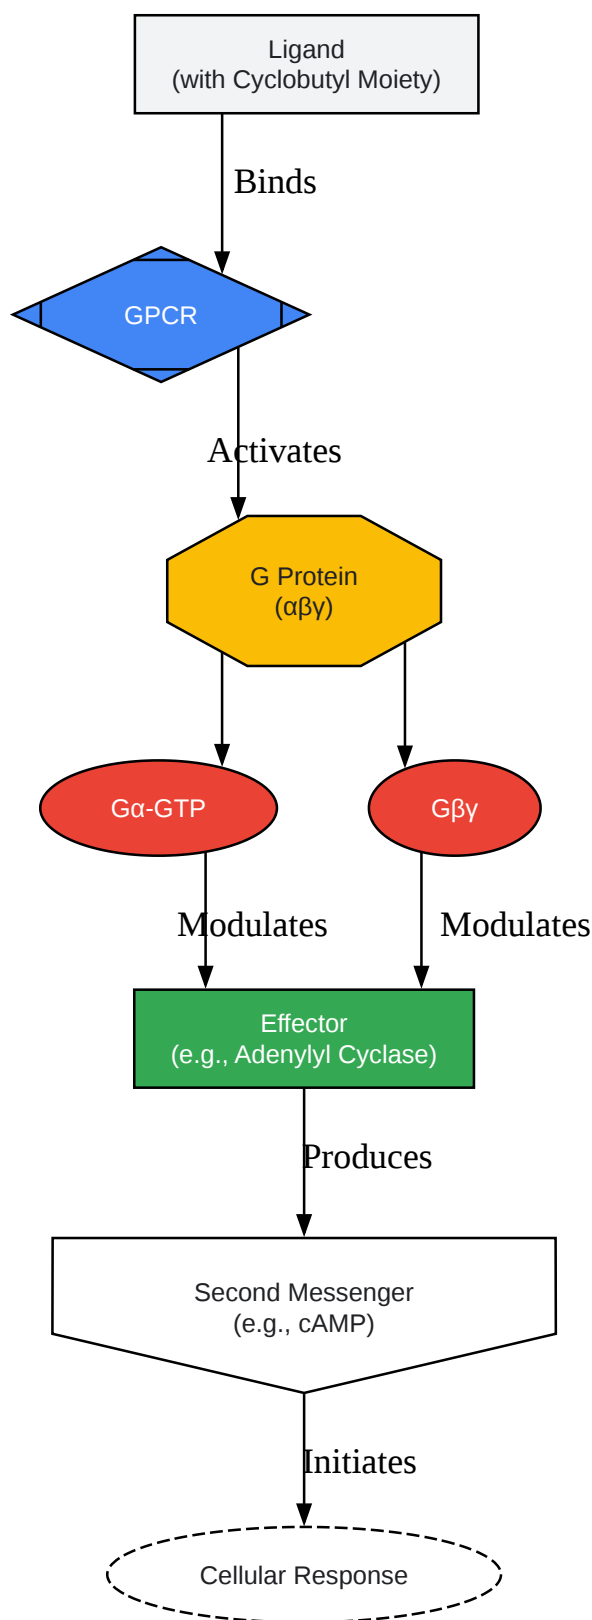 Ligand
(with Cyclobutyl Moiety)
Binds
GPCR
Activates
G Protein
(αβγ)
Gα-GTP
Gβγ
Modulates
Modulates
Effector
(e.g., Adenylyl Cyclase)
Produces
Second Messenger
(e.g., cAMP)
Initiates
Cellular Response